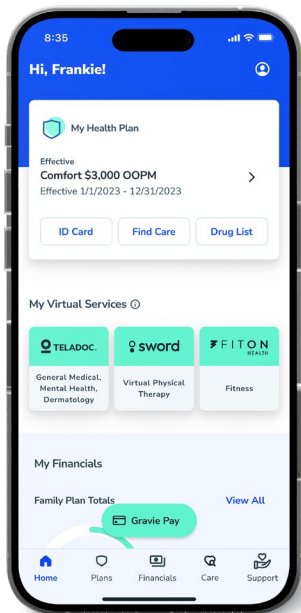 8:35
Hi, Frankie!
My Health Plan
Effective
Comfort $3,000 OOPM
Effective 1/1/2023 - 12/31/2023
ID Card
Find Care
Drug List
My Virtual Services
TELADOC.
sword
FITON
HEALTH
General Medical,
Mental Health,
Dermatology
Virtual Physical
Therapy
Fitness
My Financials
Family Plan Totals
View All
Gravie Pay
Home
Plans
Financials
Care
Support